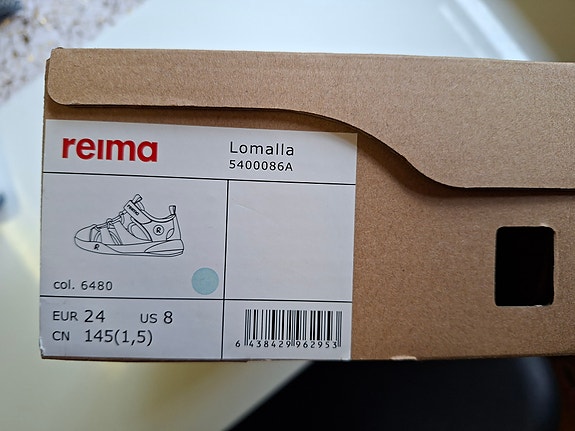 reima
Lomalla
5400086A
col. 6480
EUR 24 US 8
CN 145(1,5)
6 438429 962953